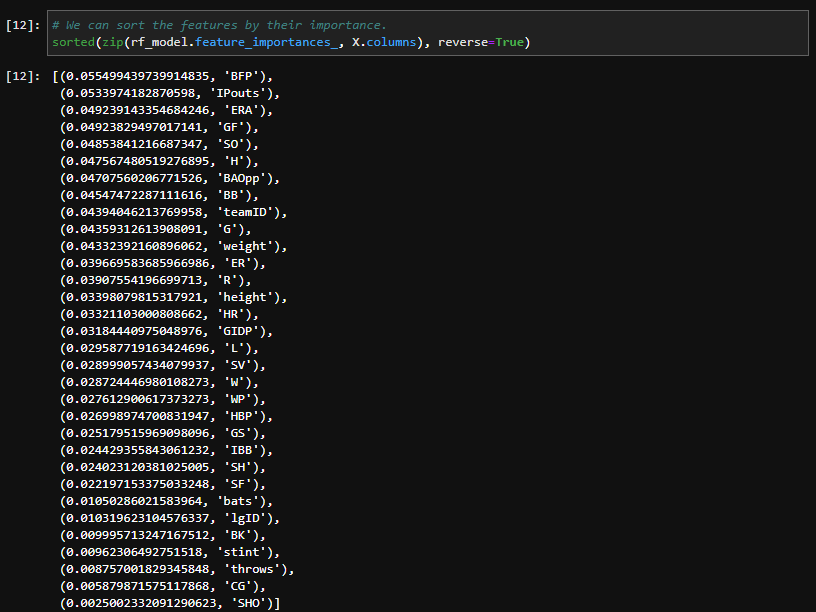 [12]: # We can sort the features by their importance.
sorted(zip(rf_model.feature_importances_, X.columns), reverse=True)
[12]: [(0.055499439739914835, 'BFP'),
(0.0533974182870598, 'IPouts'),
(0.049239143354684246, 'ERA'),
(0.04923829497017141, 'GF'),
(0.04853841216687347, 'SO'),
(0.047567480519276895, 'H'),
(0.04707560206771526, 'BAOpp'),
(0.04547472287111616, 'BB'),
(0.04394046213769958, 'teamID'),
(0.04359312613908091, 'G'),
(0.04332392160896062, 'weight'),
(0.039669583685966986, 'ER'),
(0.03907554196699713, 'R'),
(0.03398079815317921, 'height'),
(0.03321103000808662, 'HR'),
(0.03184440975048976, 'GIDP'),
(0.029587719163424696, 'L'),
(0.028999057434079937, 'SV'),
(0.028724446980108273, 'W'),
(0.027612900617373273, 'WP'),
(0.026998974700831947, 'HBP'),
(0.025179515969098096, 'GS'),
(0.024429355843061232, 'IBB'),
(0.024023120381025005, 'SH'),
(0.022197153375033248, 'SF'),
(0.01050286021583964, 'bats'),
(0.010319623104576337, 'lgID'),
(0.009995713247167512, 'BK'),
(0.00962306492751518, 'stint'),
(0.008757001829345848, 'throws'),
(0.005879871575117868, 'CG'),
(0.0025002332091290623, 'SHO')]